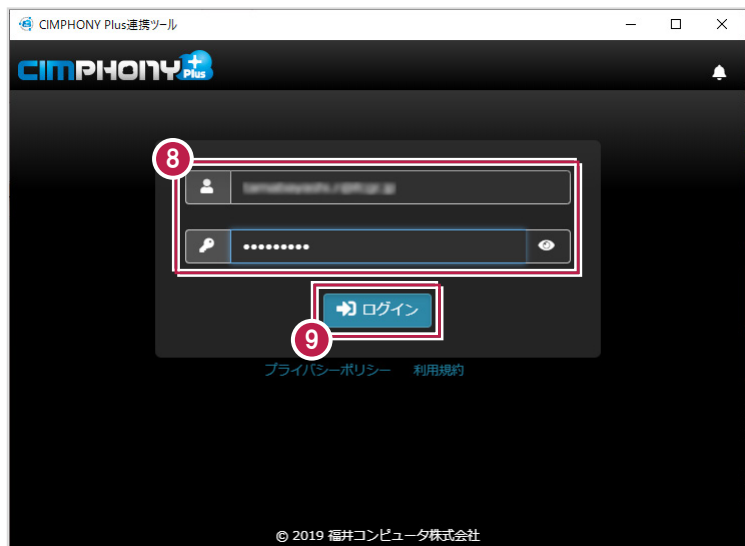 CIMPHONY Plus連携ツール
CIMPHONY Plus
8
•••••••••
ログイン
9
プライバシーポリシー 利用規約
© 2019 福井コンピュータ株式会社